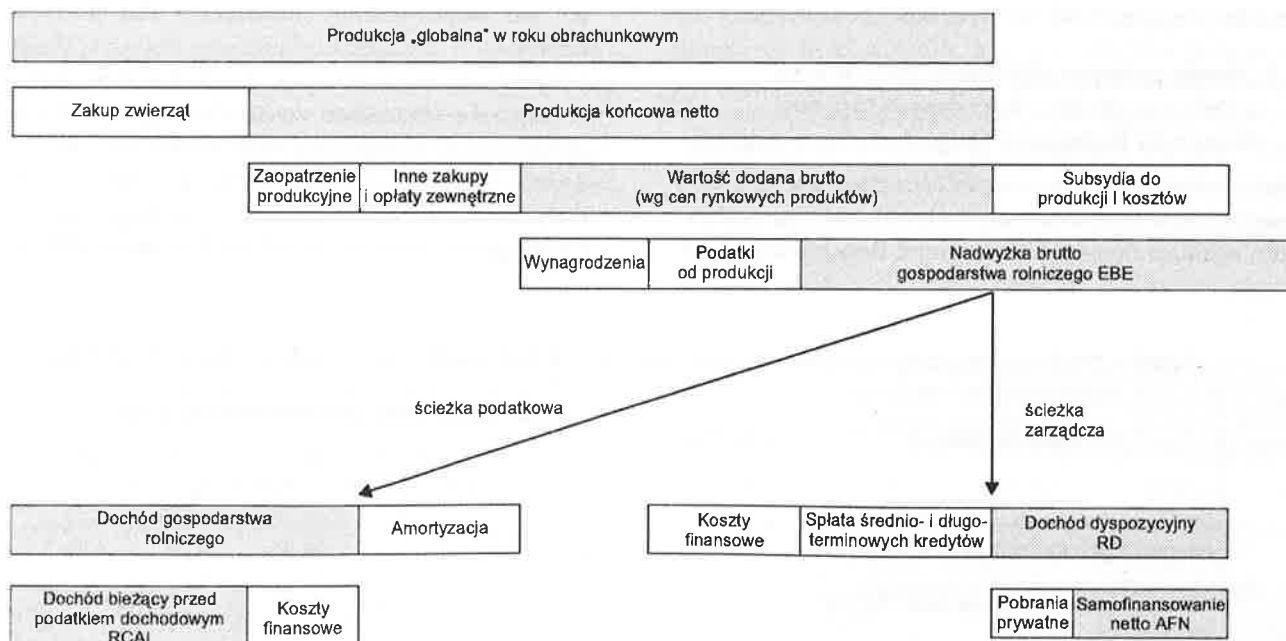 Produkcja „globalna" w roku obrachunkowym
Zakup zwierząt
Produkcja końcowa netto
Zaopatrzenie
produkcyjne
Inne zakupy
i opłaty zewnętrzne
Wartość dodana brutto
(wg cen rynkowych produktów)
Subsydia do
produkcji I kosztów
Wynagrodzenia
Podatki
od produkcji
Nadwyżka brutto
gospodarstwa rolniczego EBE
ścieżka podatkowa
ścieżka
zarządcza
Dochód gospodarstwa
rolniczego
Amortyzacja
Koszty
finansowe
Spłata średnio- i długo-
terminowych kredytów
Dochód dyspozycyjny
RD
Dochód bieżący przed
podatkiem dochodowym
RCAI
Koszty
finansowe
Pobrania
prywatne
Samofinansowanie
netto AFN